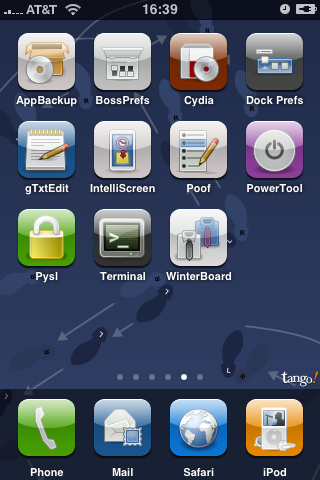 AT&T 16:39
AppBackup BossPrefs Cydia Dock Prefs
gTxtEdit IntelliScreen Poof PowerTool
Pysl Terminal WinterBoard
tango!
Phone Mail Safari iPod